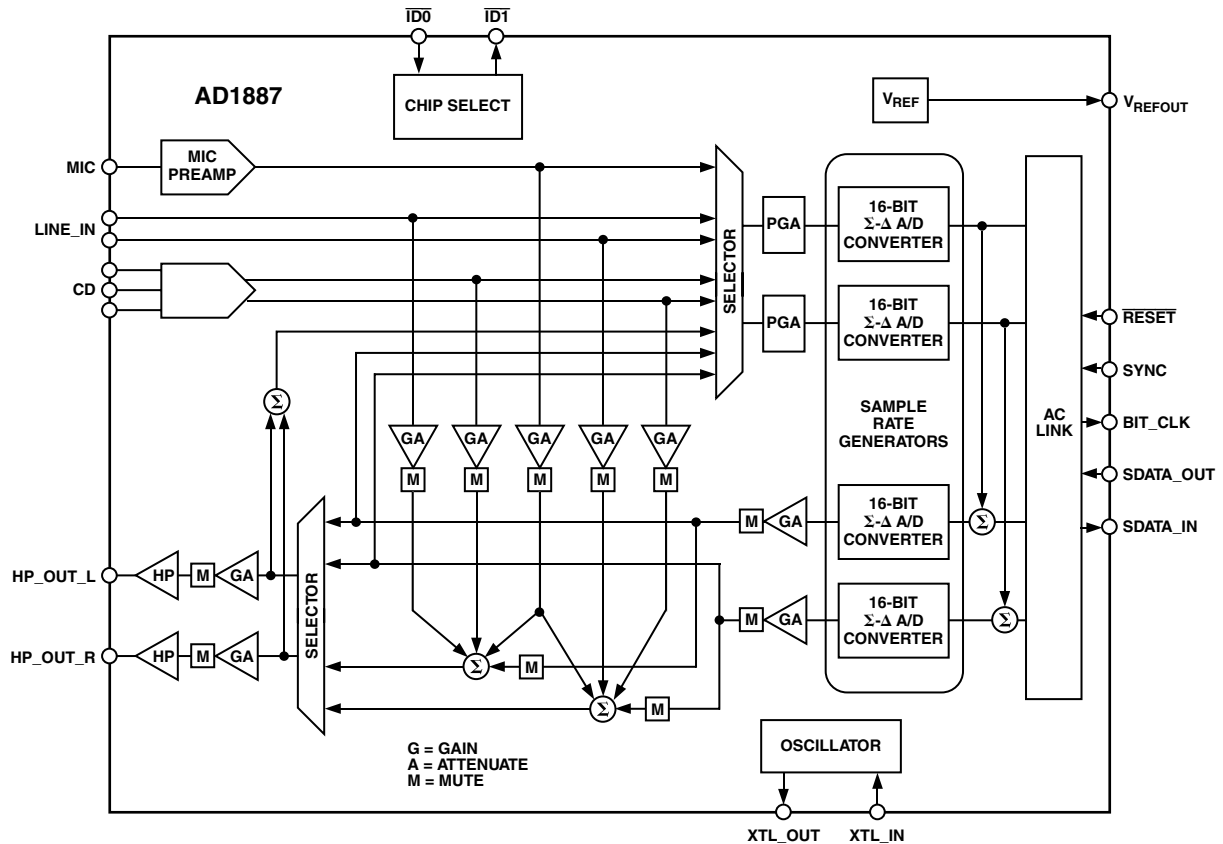 ID0
ID1
AD1887
CHIP SELECT
VREF
VREFOUT
MIC
MIC
PREAMP
LINE_IN
CD
SELECTOR
PGA
PGA
16-BIT
Σ-Δ A/D
CONVERTER
16-BIT
Σ-Δ A/D
CONVERTER
SAMPLE
RATE
GENERATORS
16-BIT
Σ-Δ A/D
CONVERTER
16-BIT
Σ-Δ A/D
CONVERTER
AC
LINK
RESET
SYNC
BIT_CLK
SDATA_OUT
SDATA_IN
Σ
GA
GA
GA
GA
GA
M
M
M
M
M
M
GA
Σ
M
GA
Σ
HP_OUT_L
HP
M
GA
HP_OUT_R
HP
M
GA
SELECTOR
Σ
M
Σ
M
G = GAIN
A = ATTENUATE
M = MUTE
OSCILLATOR
XTL_OUT
XTL_IN